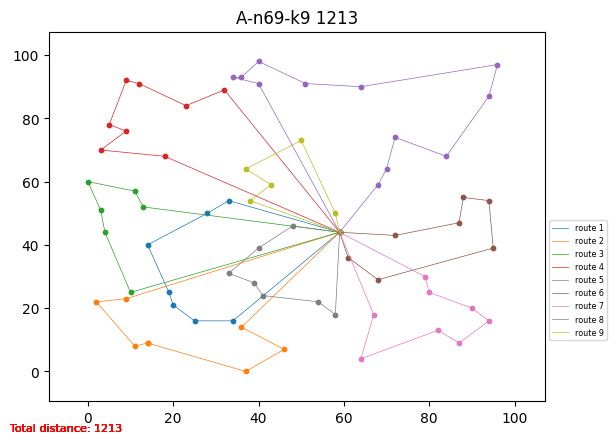 A-n69-k9 1213
100
80
60
40
20
0
0 20 40 60 80 100
route 1
route 2
route 3
route 4
route 5
route 6
route 7
route 8
route 9
Total distance: 1213